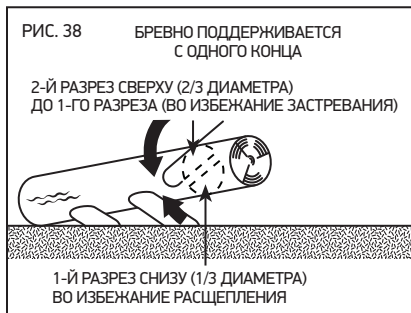 РИС. 38
БРЕВНО ПОДДЕРЖИВАЕТСЯ
С ОДНОГО КОНЦА
2-Й РАЗРЕЗ СВЕРХУ (2/3 ДИАМЕТРА)
ДО 1-ГО РАЗРЕЗА (ВО ИЗБЕЖАНИЕ ЗАСТРЕВАНИЯ)
1-Й РАЗРЕЗ СНИЗУ (1/3 ДИАМЕТРА)
ВО ИЗБЕЖАНИЕ РАСЩЕПЛЕНИЯ